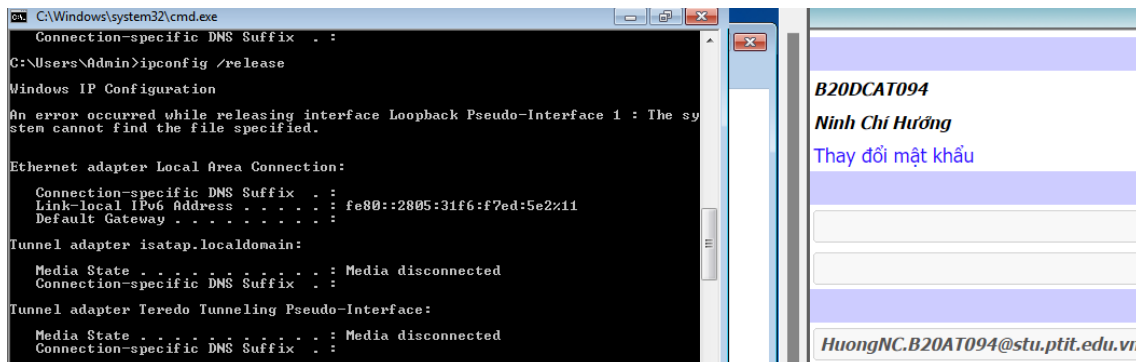 C:\Windows\system32\cmd.exe
Connection-specific DNS Suffix  . :
C:\Users\Admin>ipconfig /release
Windows IP Configuration
An error occurred while releasing interface Loopback Pseudo-Interface 1 : The sy
stem cannot find the file specified.
Ethernet adapter Local Area Connection:
Connection-specific DNS Suffix  . :
Link-local IPv6 Address . . . . . : fe80::2805:31f6:f7ed:5e2%11
Default Gateway . . . . . . . . . :
Tunnel adapter isatap.localdomain:
Media State . . . . . . . . . . . : Media disconnected
Connection-specific DNS Suffix  . :
Tunnel adapter Teredo Tunneling Pseudo-Interface:
Media State . . . . . . . . . . . : Media disconnected
Connection-specific DNS Suffix  . :
B20DCAT094
Ninh Chí Hướng
Thay đổi mật khẩu
HuongNC.B20AT094@stu.ptit.edu.vn